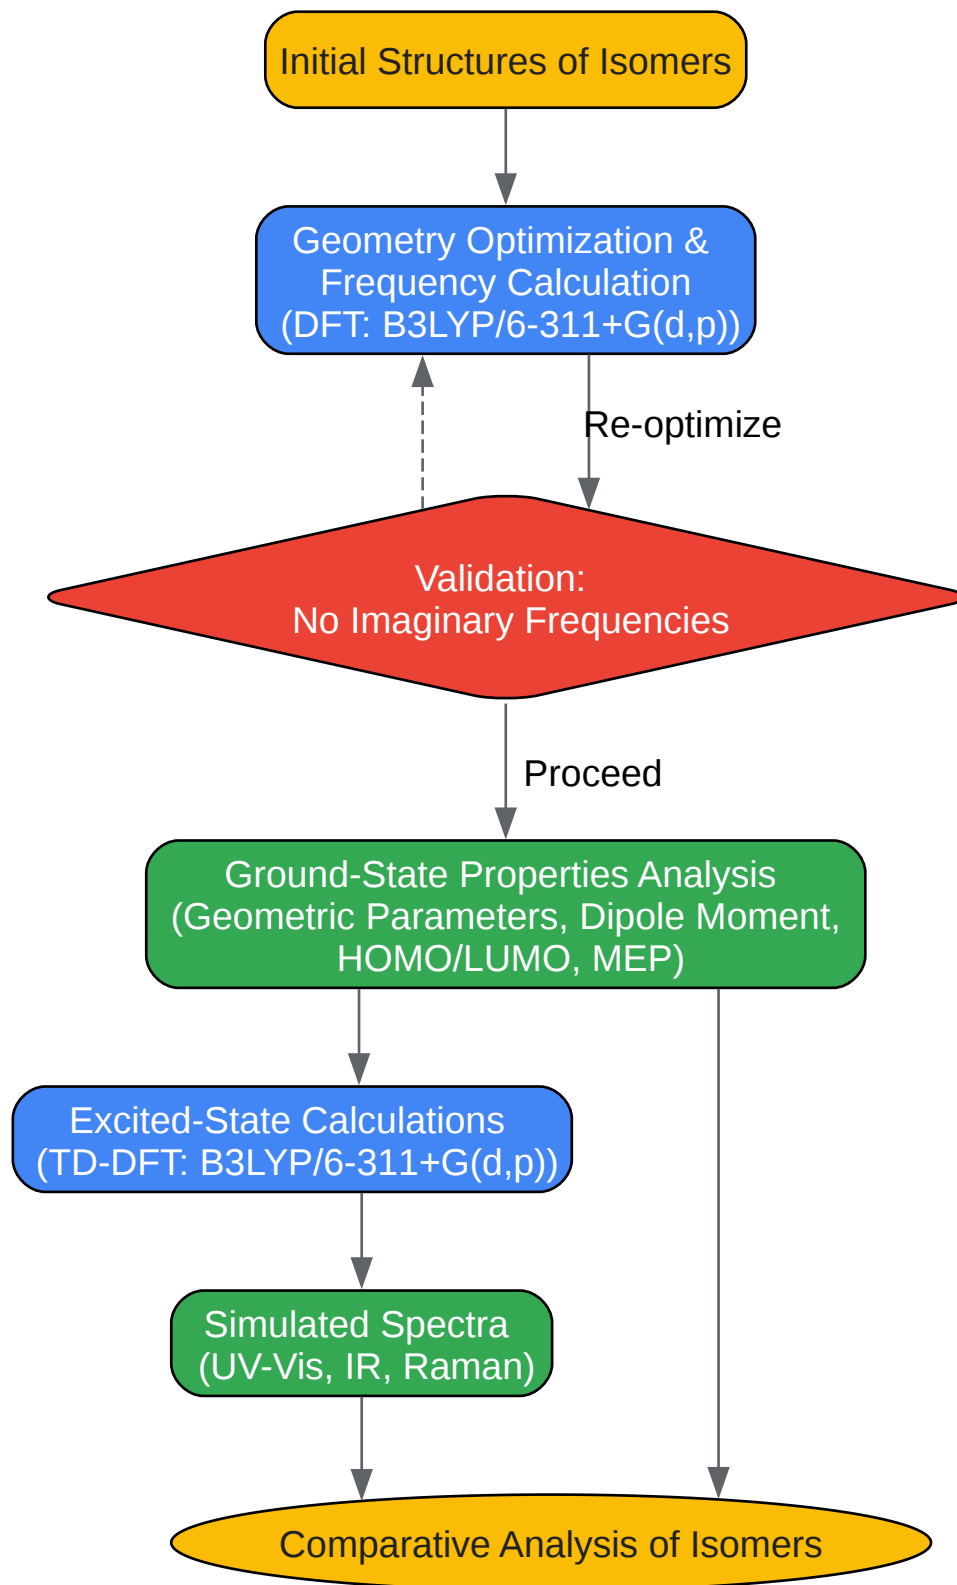 Initial Structures of Isomers
Geometry Optimization &
Frequency Calculation
(DFT: B3LYP/6-311+G(d,p))
Re-optimize
Validation:
No Imaginary Frequencies
Proceed
Ground-State Properties Analysis
(Geometric Parameters, Dipole Moment,
HOMO/LUMO, MEP)
Excited-State Calculations
(TD-DFT: B3LYP/6-311+G(d,p))
Simulated Spectra
(UV-Vis, IR, Raman)
Comparative Analysis of Isomers